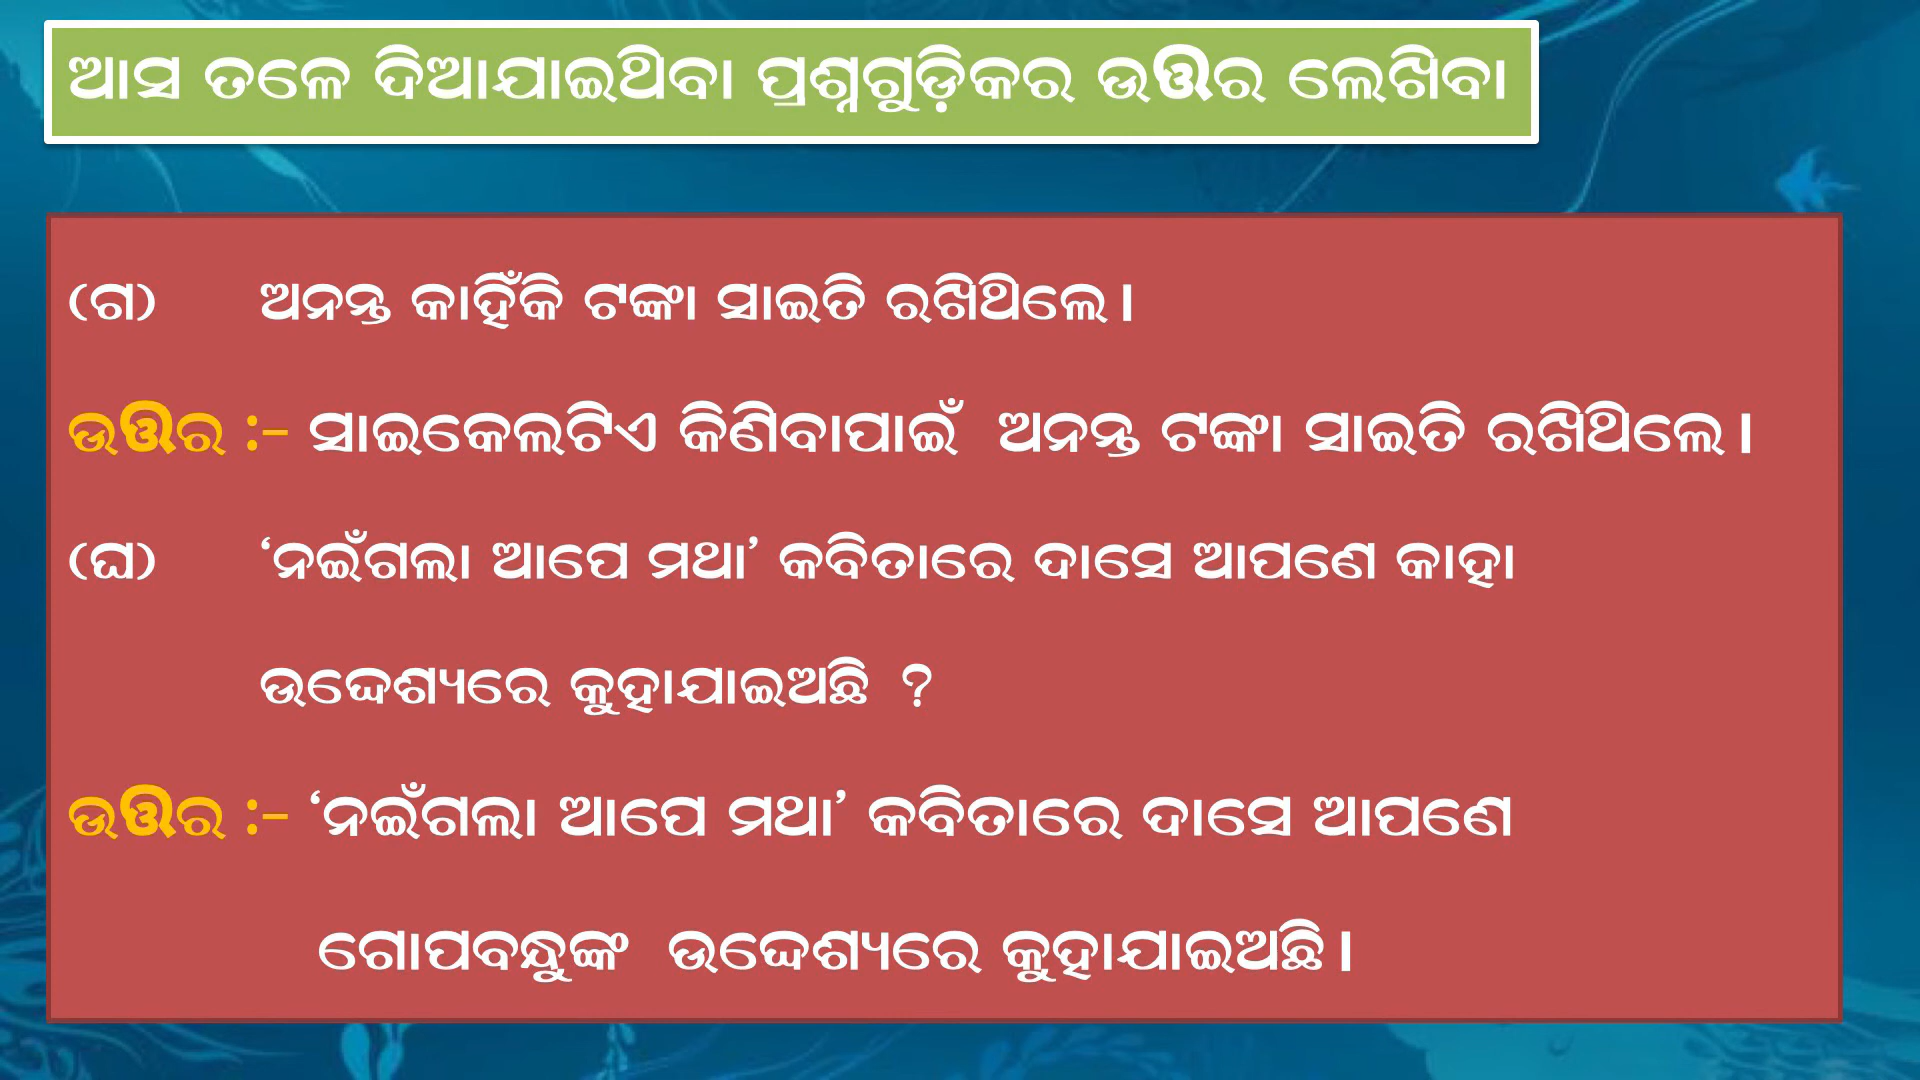 ଆସ ତଳେ ଦିଆଯାଇଥିବା ପ୍ରଶ୍ନଗୁଡ଼ିକର ଉତ୍ତର ଲେଖିବା
(ଗ) ଅନନ୍ତ କାହିଁକି ଟଙ୍କା ସାଇତି ରଖିଥିଲେ।
ଉତ୍ତର :- ସାଇକେଲଟିଏ କିଣିବାପାଇଁ ଅନନ୍ତ ଟଙ୍କା ସାଇତି ରଖିଥିଲେ।
(ଘ) ‘ନଇଁଗଲା ଆପେ ମଥା’ କବିତାରେ ଦାସେ ଆପଣେ କାହା
ଉଦ୍ଦେଶ୍ୟରେ କୁହାଯାଇଅଛି ?
ଉତ୍ତର :- ‘ନଇଁଗଲା ଆପେ ମଥା’ କବିତାରେ ଦାସେ ଆପଣେ
ଗୋପବନ୍ଧୁଙ୍କ ଉଦ୍ଦେଶ୍ୟରେ କୁହାଯାଇଅଛି।